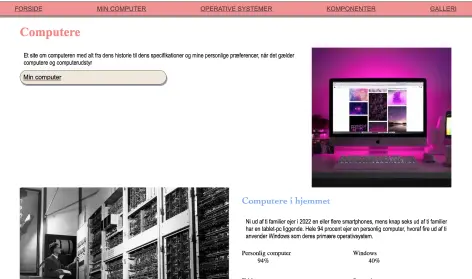 FORSIDE MIN COMPUTER OPERATIVE SYSTEMER KOMPONENTER GALLERI
Computere
Et site om computeren med alt fra dens historie til dens specifikationer og mine personlige præferencer, når det gælder
computere og computerudstyr
Min computer
Computere i hjemmet
Ni ud af ti familier ejer i 2022 en eller flere smartphones, mens knap seks ud af ti familier
har en tablet-pc liggende. Hele 94 procent ejer en personlig computer, hvoraf fire ud af ti
anvender Windows som deres primære operativsystem.
Personlig computer Windows
94% 40%